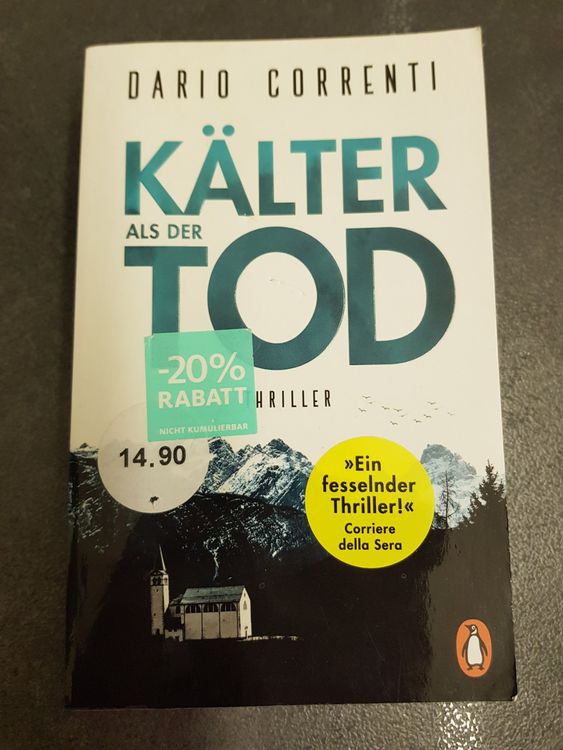 DARIO CORRENTI
KÄLTER
ALS DER
TOD
-20%
RABATT
NICHT KUMULIERBAR
HRILLER
14.90
»Ein
fesselnder
Thriller!«
Corriere
della Sera